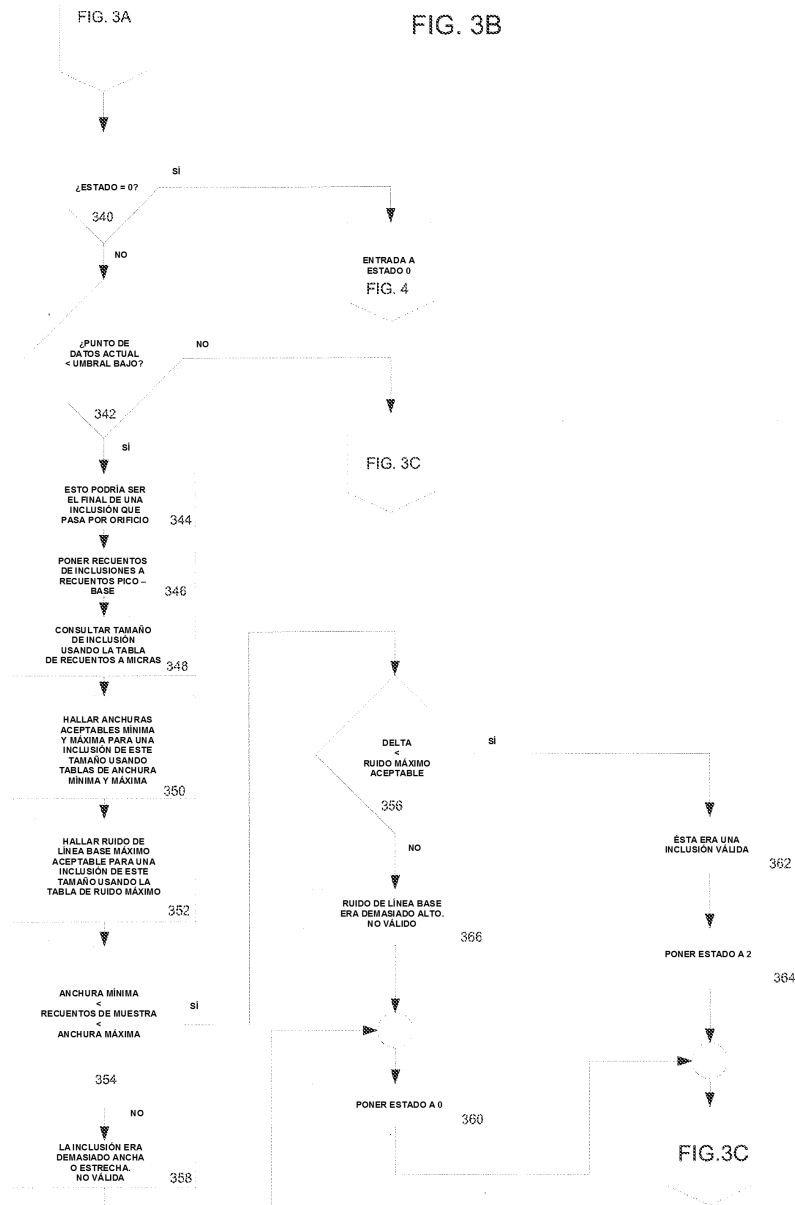 FIG. 3A
FIG. 3B
¿ESTADO = 0?
SÍ
340
NO
ENTRADA A
ESTADO 0
FIG. 4
¿PUNTO DE
DATOS ACTUAL
< UMBRAL BAJO?
NO
342
SÍ
FIG. 3C
ESTO PODRÍA SER
EL FINAL DE UNA
INCLUSIÓN QUE
PASA POR ORIFICIO
344
PONER RECUENTOS
DE INCLUSIONES A
RECUENTOS PICO –
BASE
346
CONSULTAR TAMAÑO
DE INCLUSIÓN
USANDO LA TABLA
DE RECUENTOS A MICRAS
348
HALLAR ANCHURAS
ACEPTABLES MÍNIMA
Y MÁXIMA PARA UNA
INCLUSIÓN DE ESTE
TAMAÑO USANDO
TABLAS DE ANCHURA
MÍNIMA Y MÁXIMA
350
HALLAR RUIDO DE
LÍNEA BASE MÁXIMO
ACEPTABLE PARA UNA
INCLUSIÓN DE ESTE
TAMAÑO USANDO LA
TABLA DE RUIDO MÁXIMO
352
ANCHURA MÍNIMA
<
RECUENTOS DE MUESTRA
<
ANCHURA MÁXIMA
SÍ
354
NO
LA INCLUSIÓN ERA
DEMASIADO ANCHA
O ESTRECHA.
NO VÁLIDA
358
DELTA
<
RUIDO MÁXIMO
ACEPTABLE
SÍ
356
NO
RUIDO DE LÍNEA BASE
ERA DEMASIADO ALTO.
NO VÁLIDO
366
PONER ESTADO A 0
360
ÉSTA ERA UNA
INCLUSIÓN VÁLIDA
362
PONER ESTADO A 2
364
FIG.3C